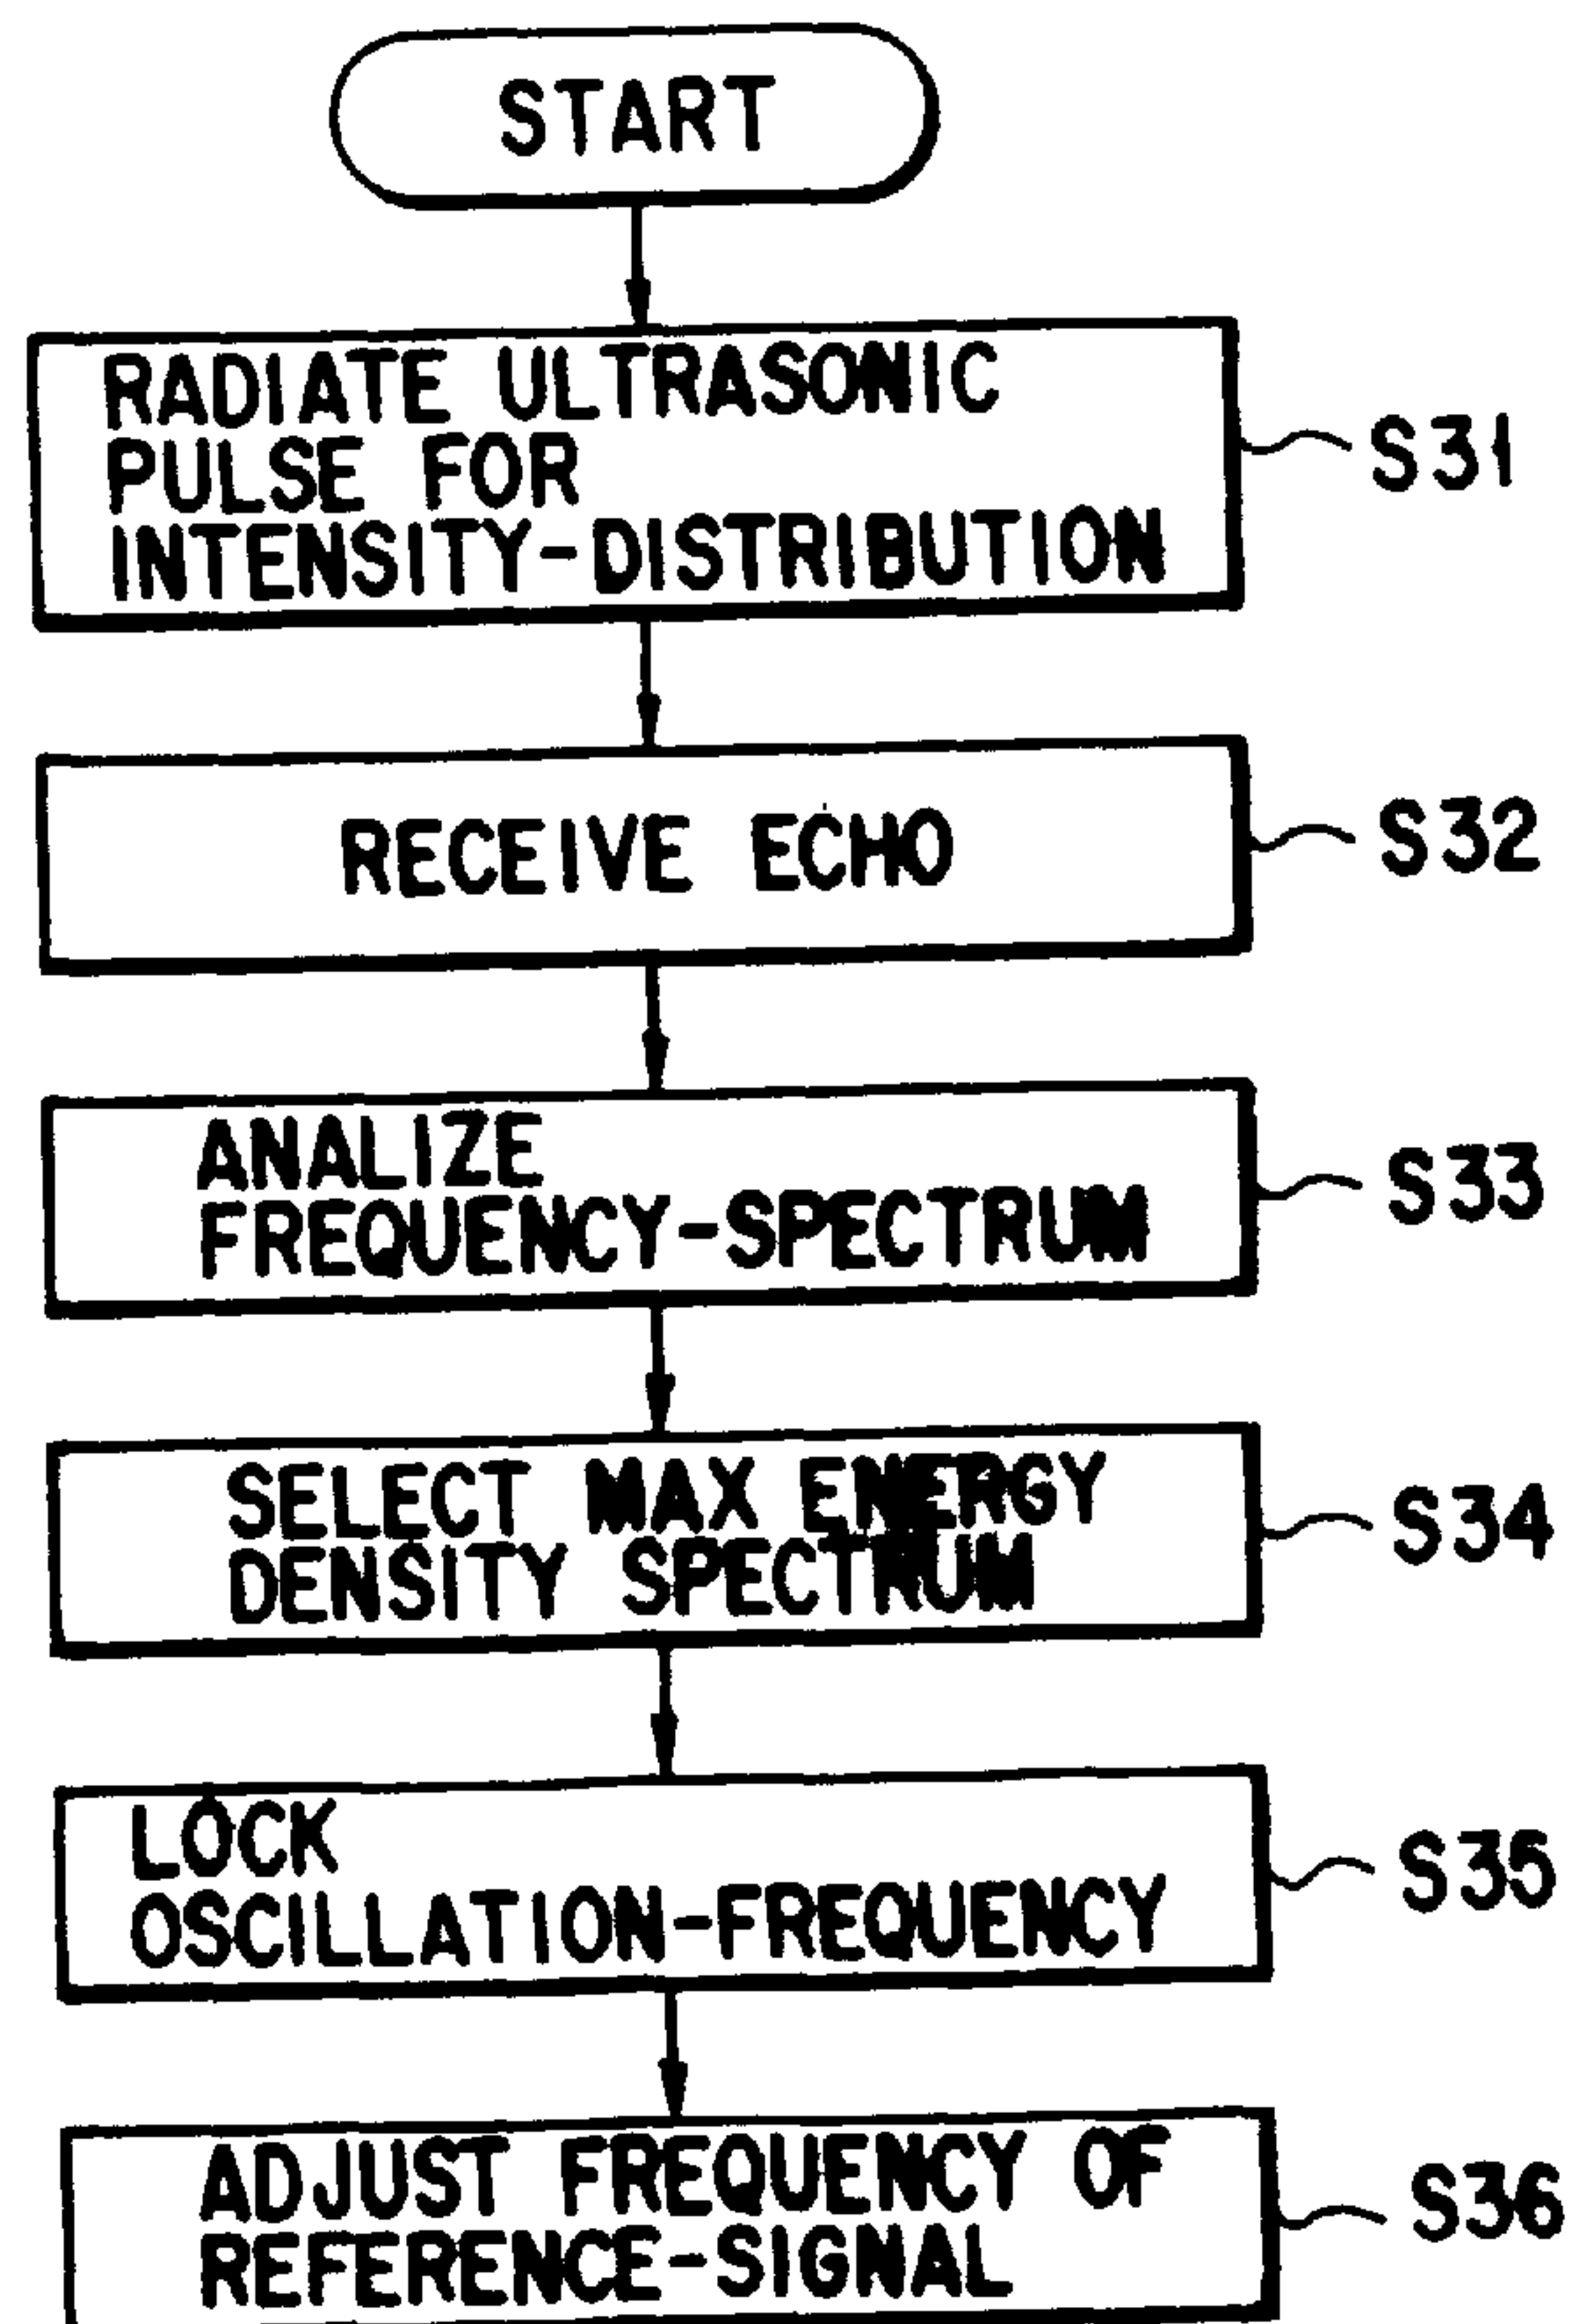 START
RADIATE ULTRASONIC
PULSE FOR
INTENSITY-DISTRIBUTION
S31
RECEIVE ECHO
S32
ANALIZE
FREQUENCY-SPECTRUM
S33
SELECT MAX ENERGY
DENSITY SPECTRUM
S34
LOCK
OSCILLATION-FREQUENCY
S35
ADJUST FREQUENCY OF
REFERENCE-SIGNAL
S36